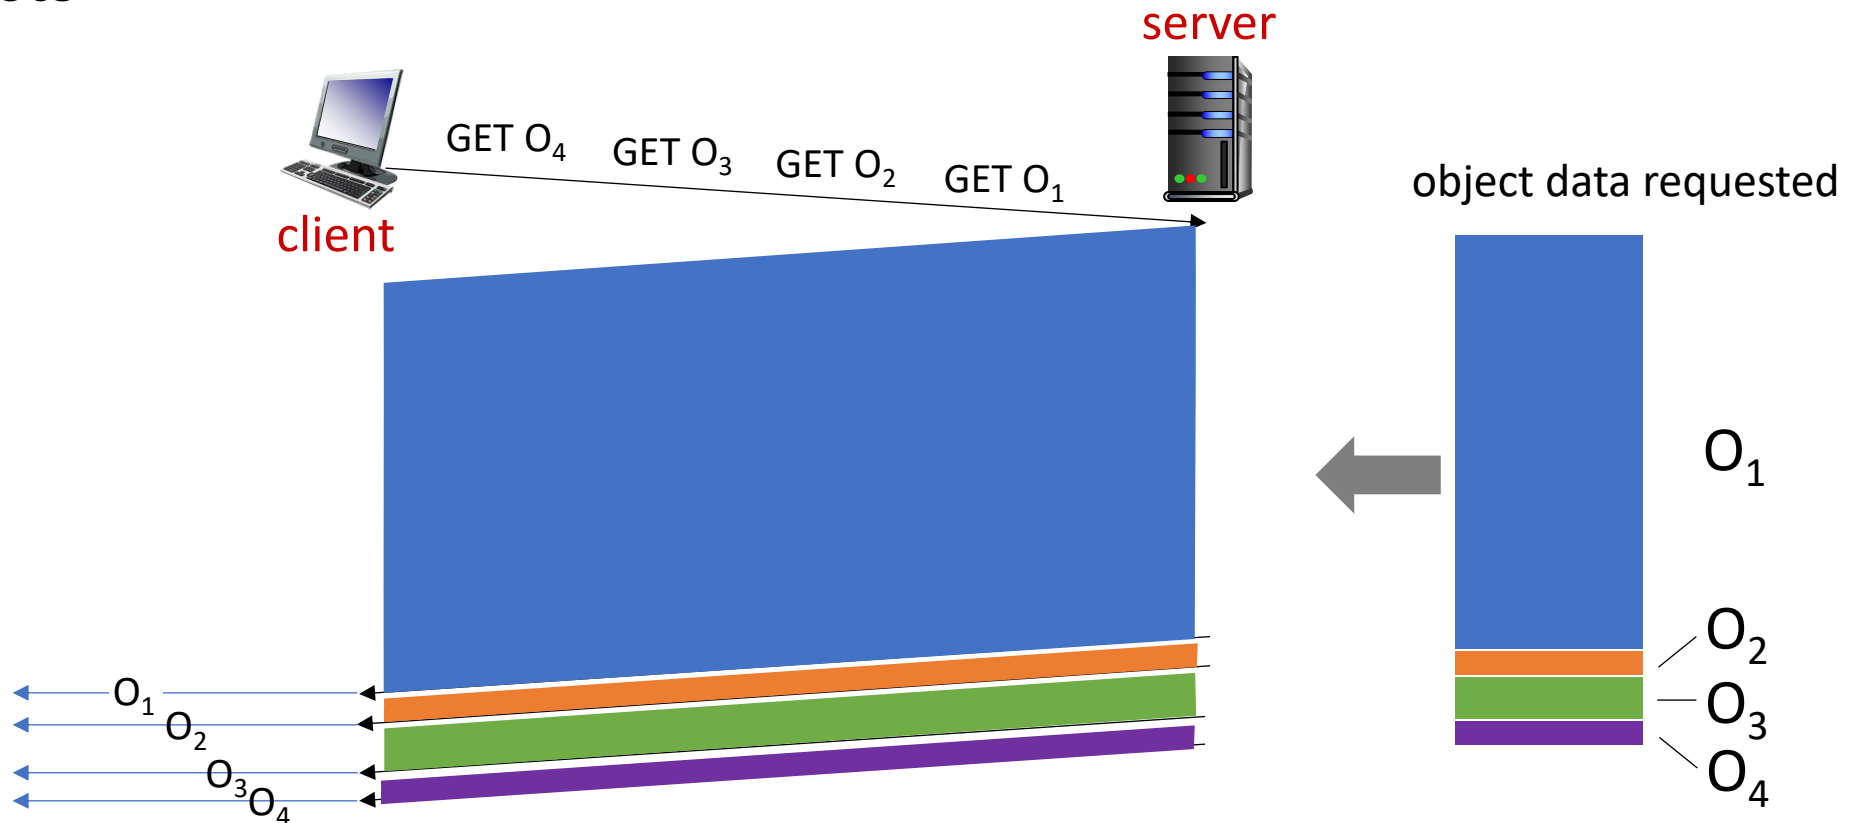 server
GET O₄ GET O₃ GET O₂ GET O₁
client
object data requested
O₁
O₂
O₃
O₄
O₁
O₂
O₃
O₄